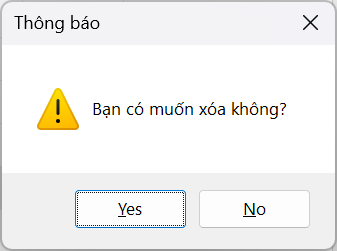 Thông báo
Bạn có muốn xóa không?
Yes
No